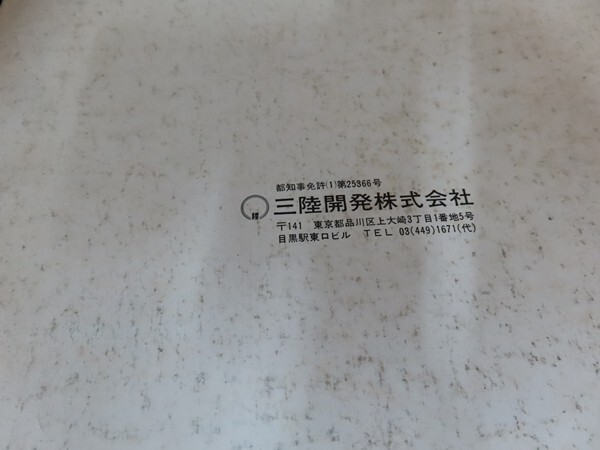 都知事免許(1)第25366号
三陸開発株式会社
〒141 東京都品川区上大崎3丁目1番地5号
目黒駅東口ビル TEL 03(449)1671(代)